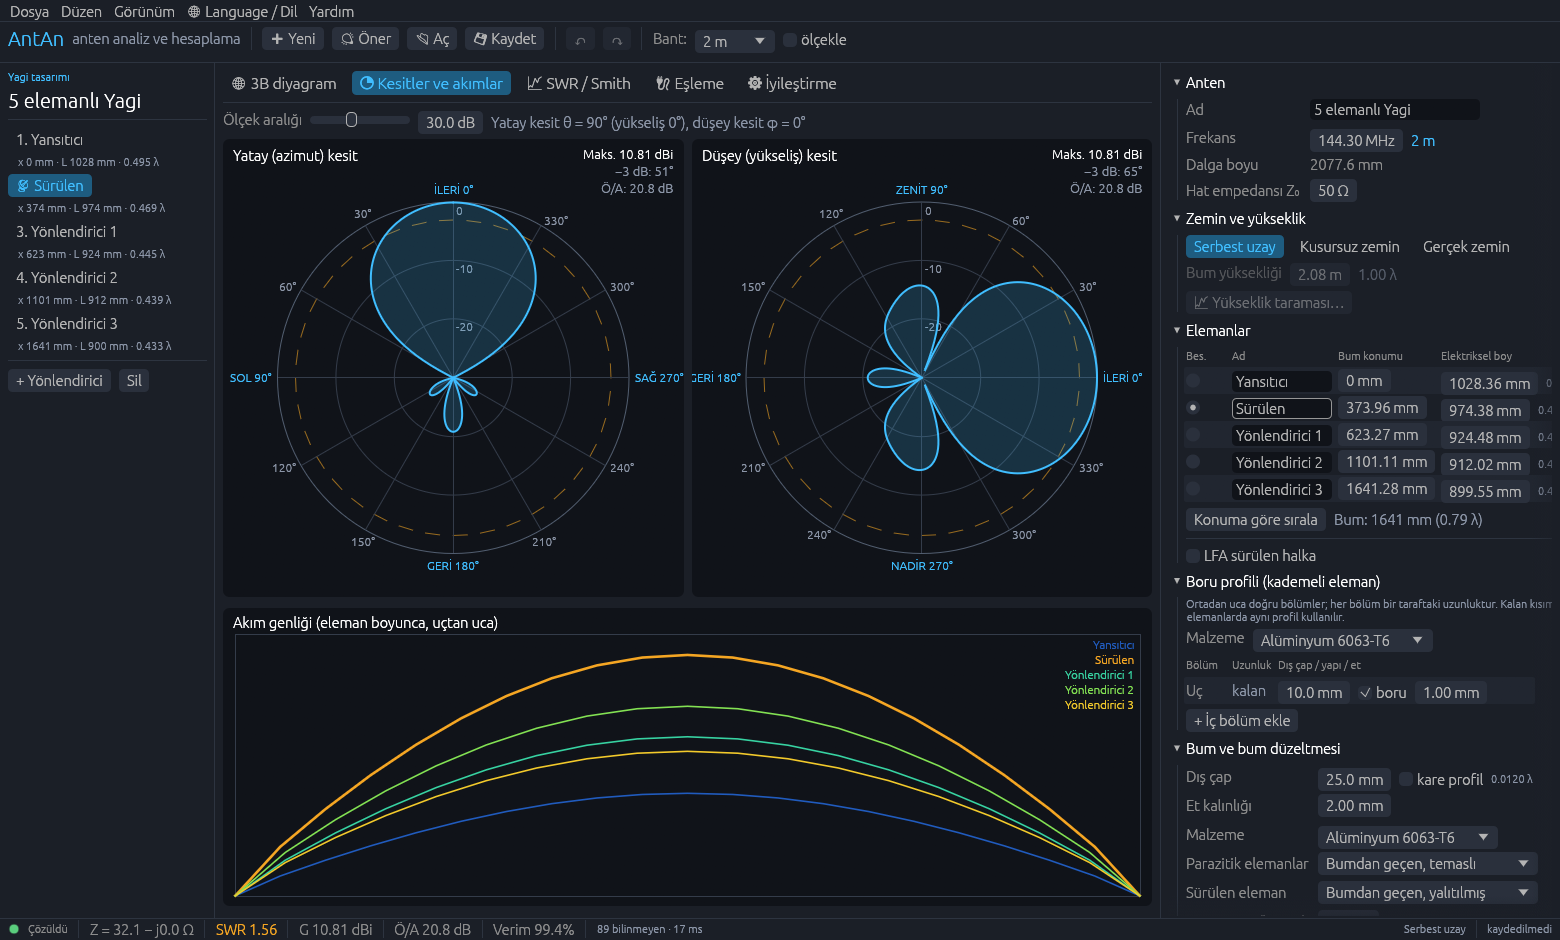 Dosya Düzen Görünüm Language / Dil Yardım
AntAn anten analiz ve hesaplama + Yeni Öner Aç Kaydet Bant: 2 m ölçekle
Yagi tasarımı
5 elemanlı Yagi
1. Yansıtıcı
x 0 mm · L 1028 mm · 0.495 λ
Sürülen
x 374 mm · L 974 mm · 0.469 λ
3. Yönlendirici 1
x 623 mm · L 924 mm · 0.445 λ
4. Yönlendirici 2
x 1101 mm · L 912 mm · 0.439 λ
5. Yönlendirici 3
x 1641 mm · L 900 mm · 0.433 λ
+ Yönlendirici Sil
3B diyagram Kesitler ve akımlar SWR / Smith Eşleme İyileştirme
Ölçek aralığı 30.0 dB Yatay kesit θ = 90° (yükseliş 0°), düşey kesit φ = 0°
Yatay (azimut) kesit
Maks. 10.81 dBi
−3 dB: 51°
Ö/A: 20.8 dB
İLERİ 0°
30° 0 330°
-10
60° 300°
-20
SOL 90° SAĞ 270°
120° 240°
150° 210°
GERİ 180°
Düşey (yükseliş) kesit
Maks. 10.81 dBi
−3 dB: 65°
Ö/A: 20.8 dB
ZENİT 90°
120° 0 60°
-10
150° 30°
-20
GERİ 180° İLERİ 0°
210° 330°
240° 300°
NADİR 270°
Akım genliği (eleman boyunca, uçtan uca)
Yansıtıcı
Sürülen
Yönlendirici 1
Yönlendirici 2
Yönlendirici 3
Anten
Ad 5 elemanlı Yagi
Frekans 144.30 MHz 2 m
Dalga boyu 2077.6 mm
Hat empedansı Z₀ 50 Ω
Zemin ve yükseklik
Serbest uzay Kusursuz zemin Gerçek zemin
Bum yüksekliği 2.08 m 1.00 λ
Yükseklik taraması…
Elemanlar
Bes. Ad Bum konumu Elektriksel boy
Yansıtıcı 0 mm 1028.36 mm 0
Sürülen 373.96 mm 974.38 mm 0.4
Yönlendirici 1 623.27 mm 924.48 mm 0.4
Yönlendirici 2 1101.11 mm 912.02 mm 0.4
Yönlendirici 3 1641.28 mm 899.55 mm 0.4
Konuma göre sırala Bum: 1641 mm (0.79 λ)
LFA sürülen halka
Boru profili (kademeli eleman)
Ortadan uca doğru bölümler; her bölüm bir taraftaki uzunluktur. Kalan kısım
elemanlarda aynı profil kullanılır.
Malzeme Alüminyum 6063-T6
Bölüm Uzunluk Dış çap / yapı / et
Uç kalan 10.0 mm ✓ boru 1.00 mm
+ İç bölüm ekle
Bum ve bum düzeltmesi
Dış çap 25.0 mm kare profil 0.0120 λ
Et kalınlığı 2.00 mm
Malzeme Alüminyum 6063-T6
Parazitik elemanlar Bumdan geçen, temaslı
Sürülen eleman Bumdan geçen, yalıtılmış
Çözüldü Z = 32.1 − j0.0 Ω SWR 1.56 G 10.81 dBi Ö/A 20.8 dB Verim 99.4% 89 bilinmeyen · 17 ms Serbest uzay kaydedilmedi